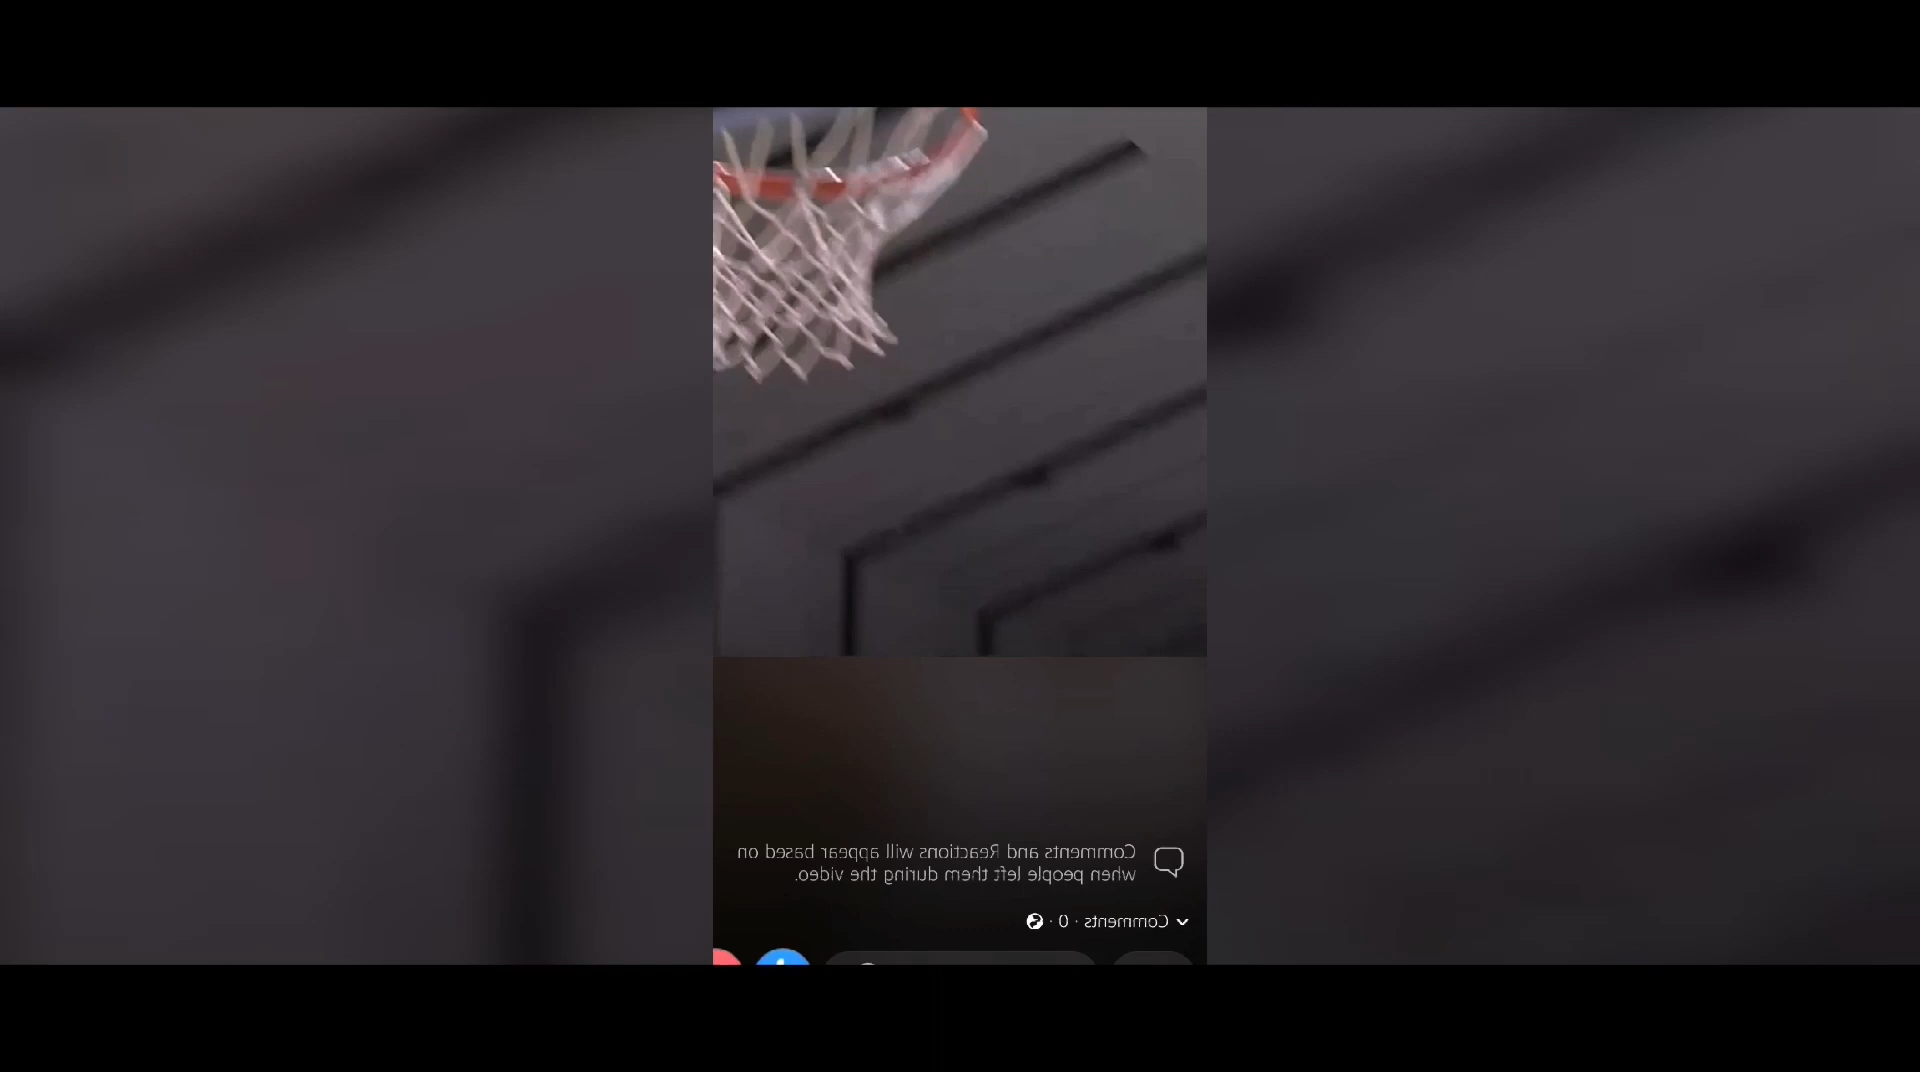 Comments and Reactions will appear based on
when people left them during the video.
Comments · 0 ·